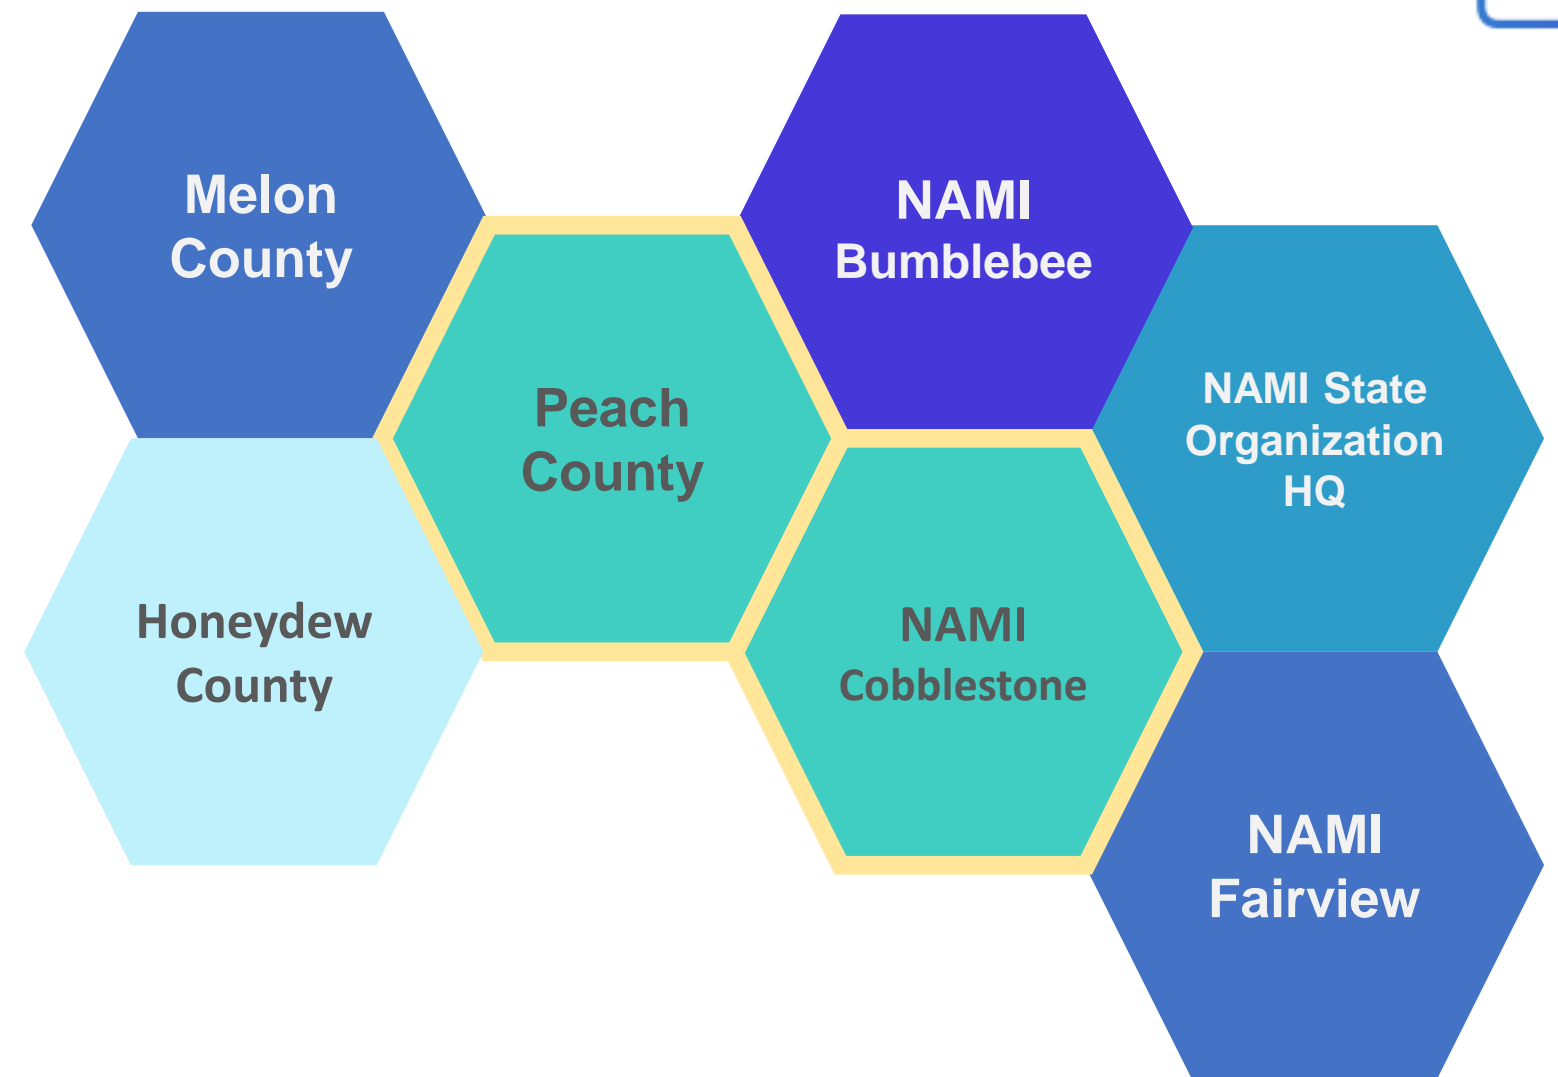 Melon
County
NAMI
Bumblebee
Peach
County
NAMI State
Organization
HQ
Honeydew
County
NAMI
Cobblestone
NAMI
Fairview